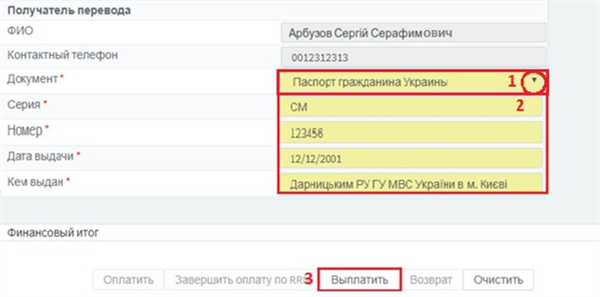 Получатель перевода
ФИО Арбузов Сергій Серафимович
Контактный телефон 0012312313
Документ * Паспорт гражданина Украины 1
Серия * СМ 2
Номер * 123456
Дата выдачи * 12/12/2001
Кем выдан * Дарницьким РУ ГУ МВС України в м. Києві
Финансовый итог
Оплатить Завершить оплату по RR 3 Выплатить Возврат Очистить